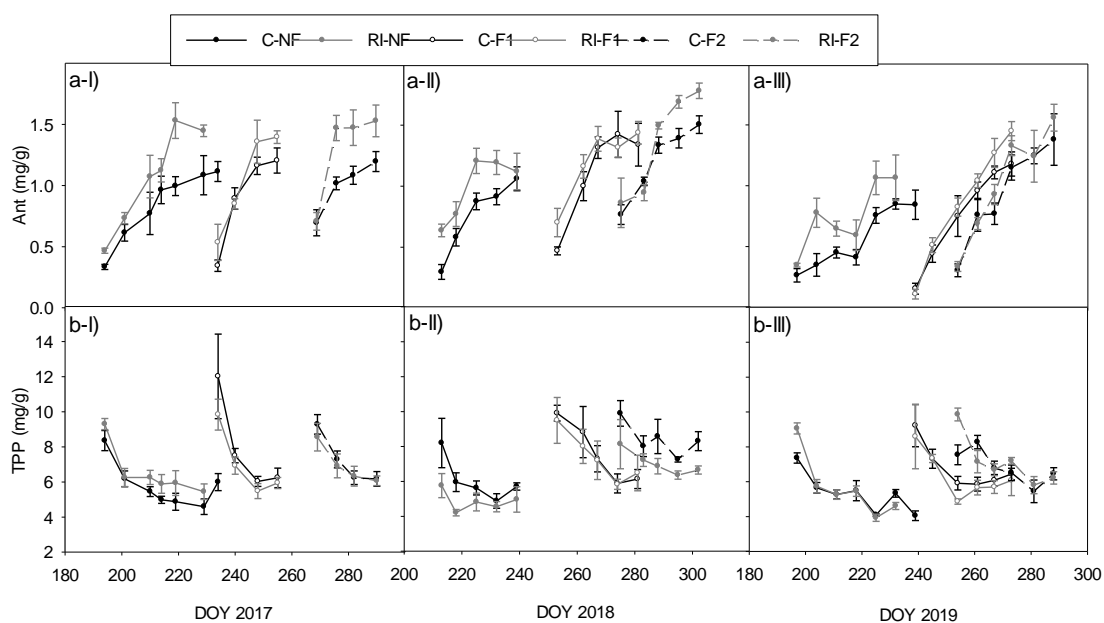 C-NF RI-NF C-F1 RI-F1 C-F2 RI-F2
a-I) a-II) a-III)
Ant (mg/g)
1.5
1.0
0.5
0.0
b-I) b-II) b-III)
TPP (mg/g)
14
12
10
8
6
4
2
180 200 220 240 260 280 200 220 240 260 280 300 180 200 220 240 260 280 300
DOY 2017 DOY 2018 DOY 2019